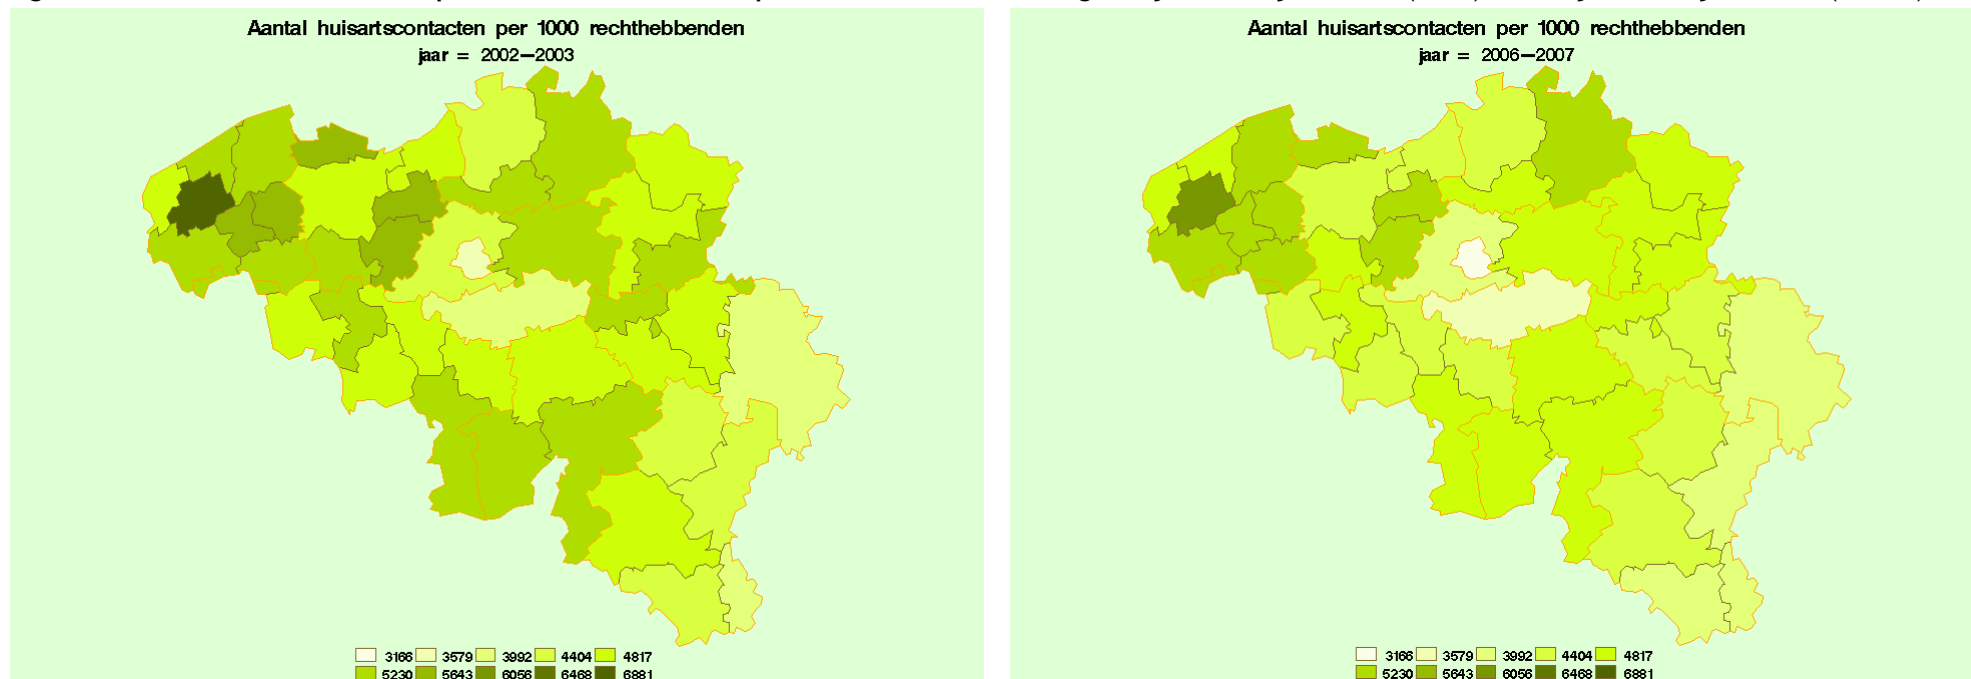 Aantal huisartscontacten per 1000 rechthebbenden
jaar = 2002–2003
3166 3579 3992 4404 4817
5230 5643 6056 6468 6881
Aantal huisartscontacten per 1000 rechthebbenden
jaar = 2006–2007
3166 3579 3992 4404 4817
5230 5643 6056 6468 6881